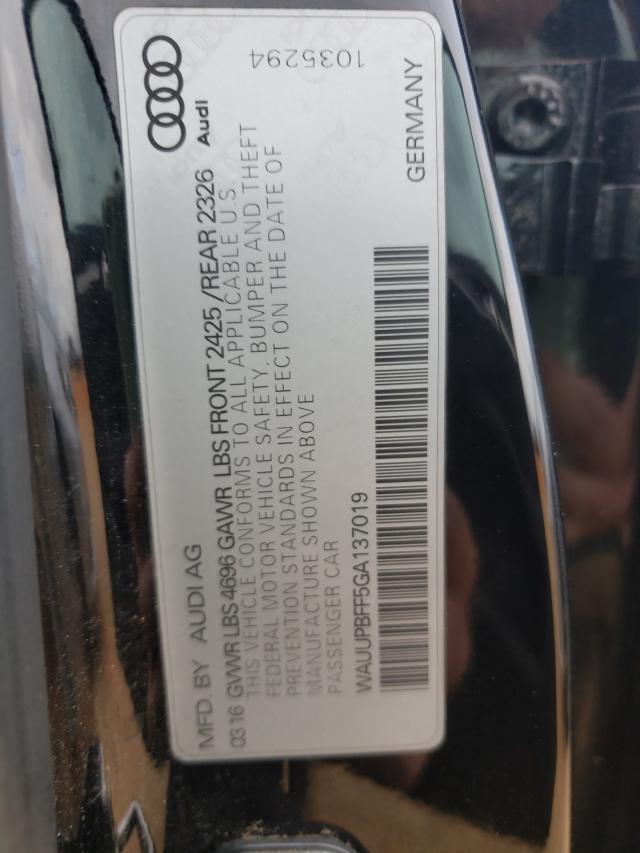 1035294
Audi
MFD. BY AUDI AG
03 16 GVWR LBS 4696 GAWR LBS FRONT 2425 / REAR 2326
THIS VEHICLE CONFORMS TO ALL APPLICABLE U.S.
FEDERAL MOTOR VEHICLE SAFETY, BUMPER AND THEFT
PREVENTION STANDARDS IN EFFECT ON THE DATE OF
MANUFACTURE SHOWN ABOVE
PASSENGER CAR
WAUUPBFF5GA137019
GERMANY